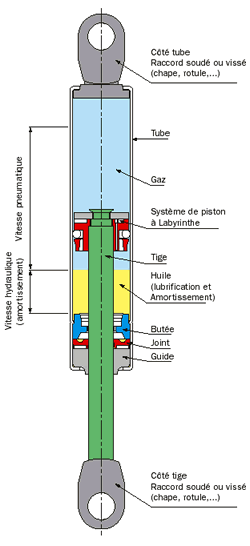 Côté tube
Raccord soudé ou vissé
(chape, rotule,...)
Tube
Gaz
Système de piston
à Labyrinthe
Tige
Huile
(lubrification et
Amortissement)
Butée
Joint
Guide
Côté tige
Raccord soudé ou vissé
(chape, rotule,...)
Vitesse pneumatique
Vitesse hydraulique
(amortissement)